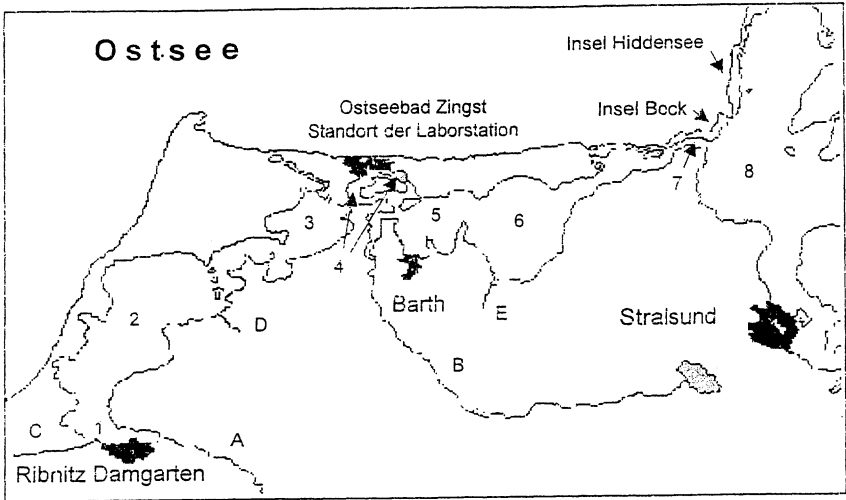 Ostsee
Insel Hiddensee
Insel Bock
Ostseebad Zingst
Standort der Laborstation
8
7
3
5
6
4
2
Barth
E
D
Stralsund
B
C
1
A
Ribnitz Damgarten